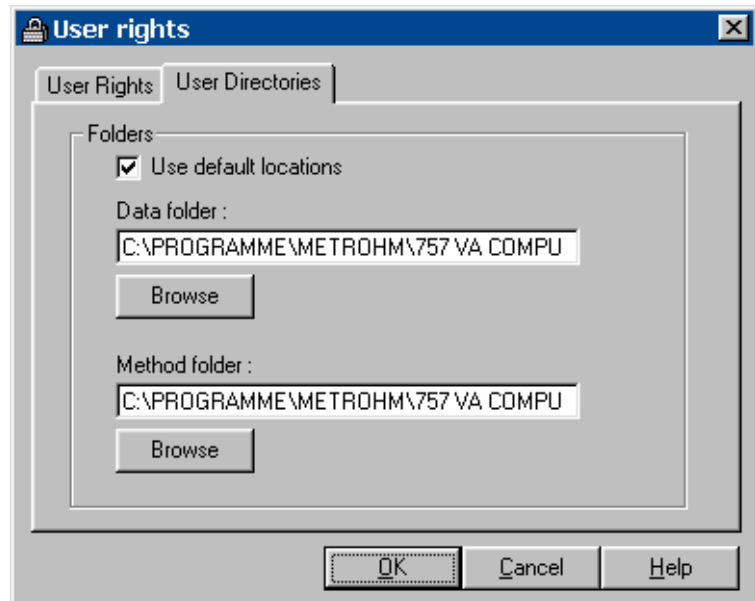 User rights
User Rights User Directories
Folders
Use default locations
Data folder :
C:\PROGRAMME\METROHM\757 VA COMPU
Browse
Method folder :
C:\PROGRAMME\METROHM\757 VA COMPU
Browse
OK Cancel Help